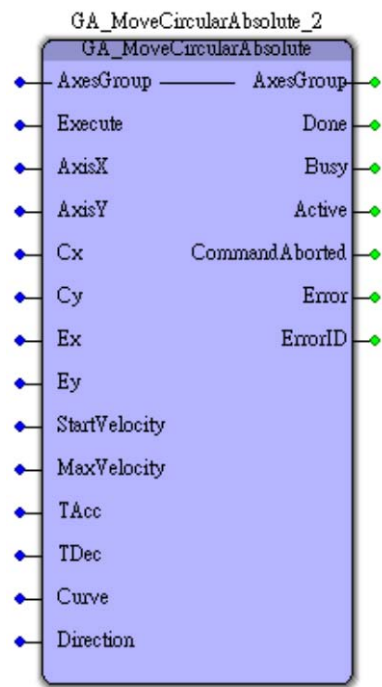 GA_MoveCircularAbsolute_2
GA_MoveCircularAbsolute
AxesGroup AxesGroup
Execute Done
AxisX Busy
AxisY Active
Cx CommandAborted
Cy Error
Ex ErrorID
Ey
StartVelocity
MaxVelocity
TAcc
TDec
Curve
Direction